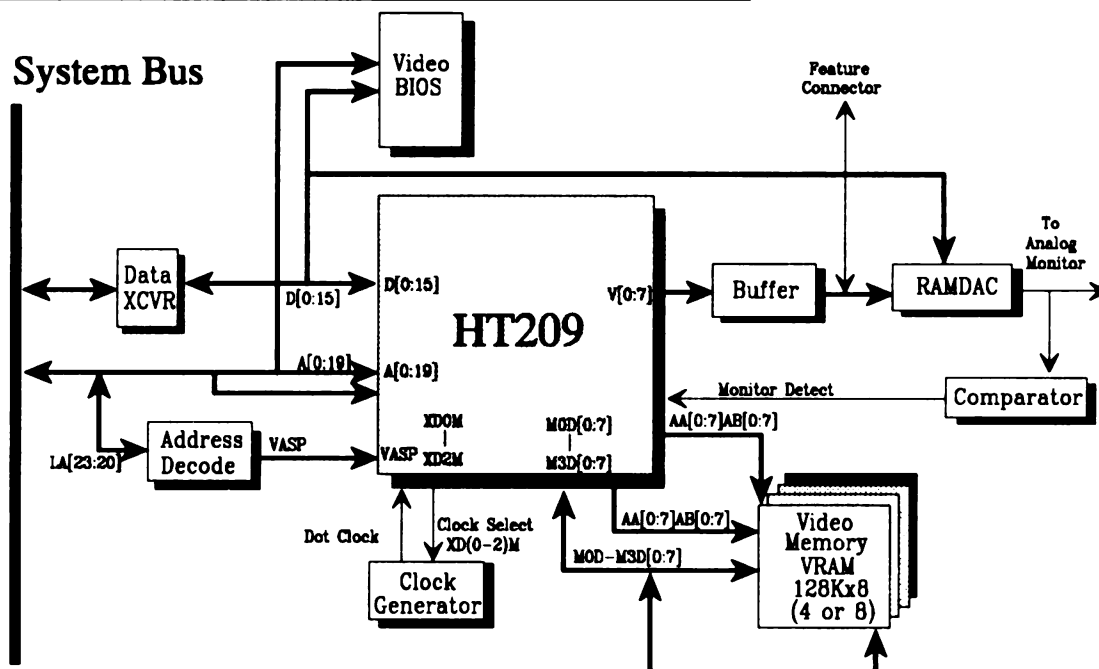 System Bus
Video
BIOS
Feature
Connector
To
Analog
Monitor
Data
XCVR
D[0:15]
D[0:15]
V[0:7]
Buffer
RAMDAC
HT209
A[0:19]
A[0:19]
Monitor Detect
Comparator
XD0M
XD2M
M0D[0:7]
M3D[0:7]
AA[0:7]AB[0:7]
LA[23:20]
Address
Decode
VASP
VASP
Dot Clock
Clock Select
XD(0-2)M
AA[0:7]AB[0:7]
M0D-M3D[0:7]
Clock
Generator
Video
Memory
VRAM
128Kx8
(4 or 8)